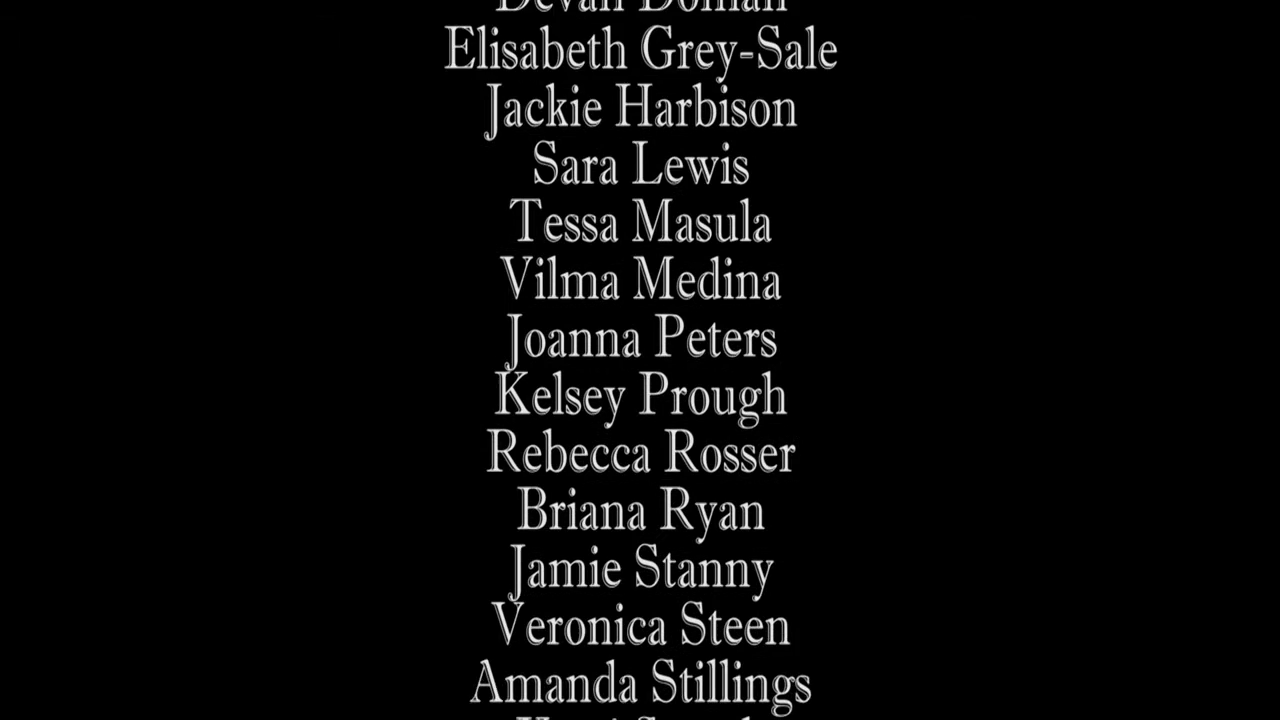 Elisabeth Grey-Sale
Jackie Harbison
Sara Lewis
Tessa Masula
Vilma Medina
Joanna Peters
Kelsey Prough
Rebecca Rosser
Briana Ryan
Jamie Stanny
Veronica Steen
Amanda Stillings